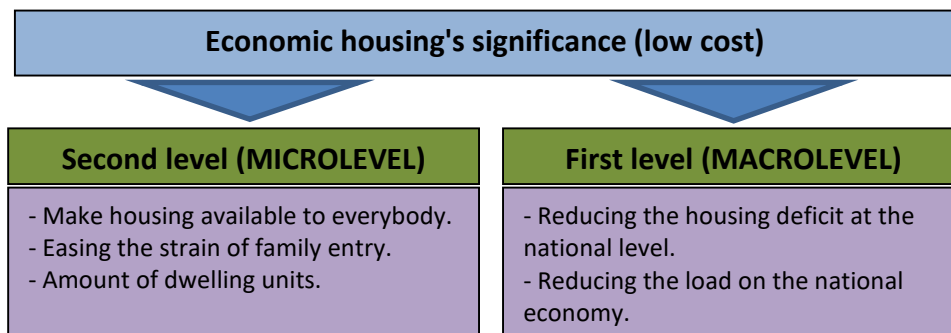 Economic housing's significance (low cost)
Second level (MICROLEVEL)
- Make housing available to everybody.
- Easing the strain of family entry.
- Amount of dwelling units.
First level (MACROLEVEL)
- Reducing the housing deficit at the
national level.
- Reducing the load on the national
economy.